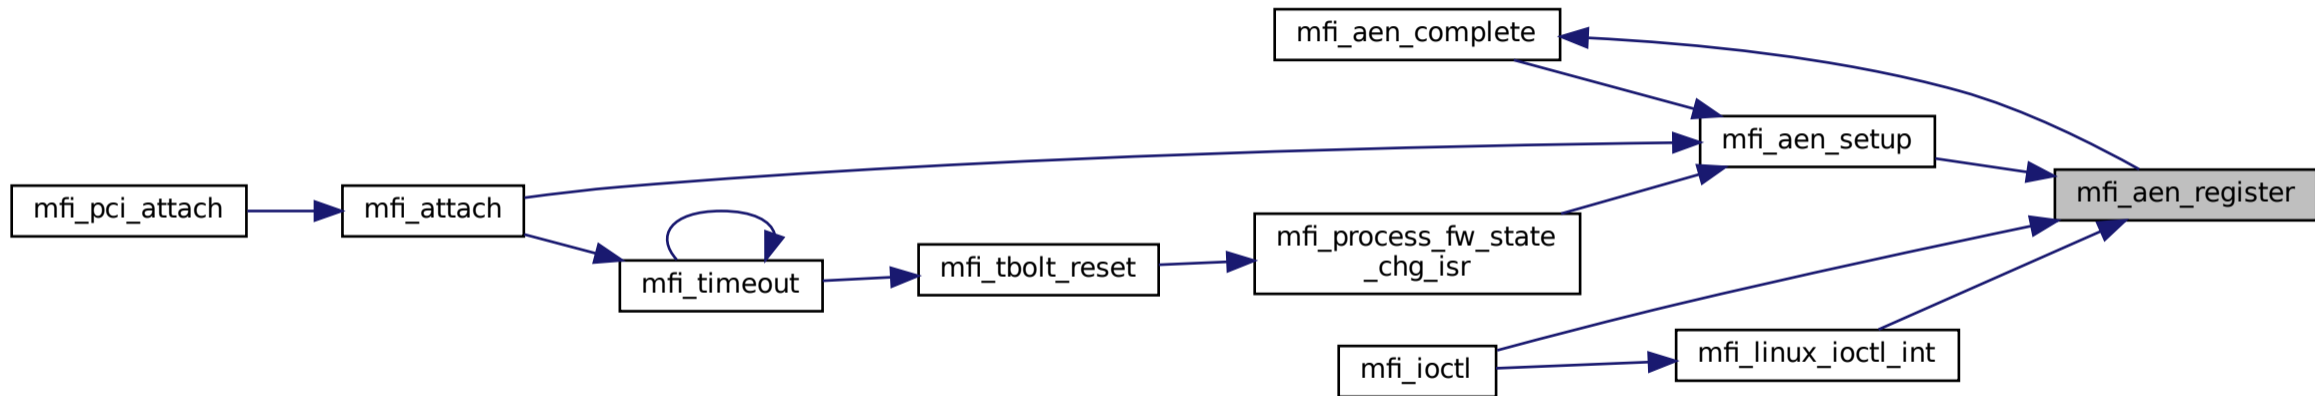 mfi_aen_complete
mfi_aen_setup
mfi_aen_register
mfi_pci_attach
mfi_attach
mfi_timeout
mfi_tbolt_reset
mfi_process_fw_state
_chg_isr
mfi_ioctl
mfi_linux_ioctl_int